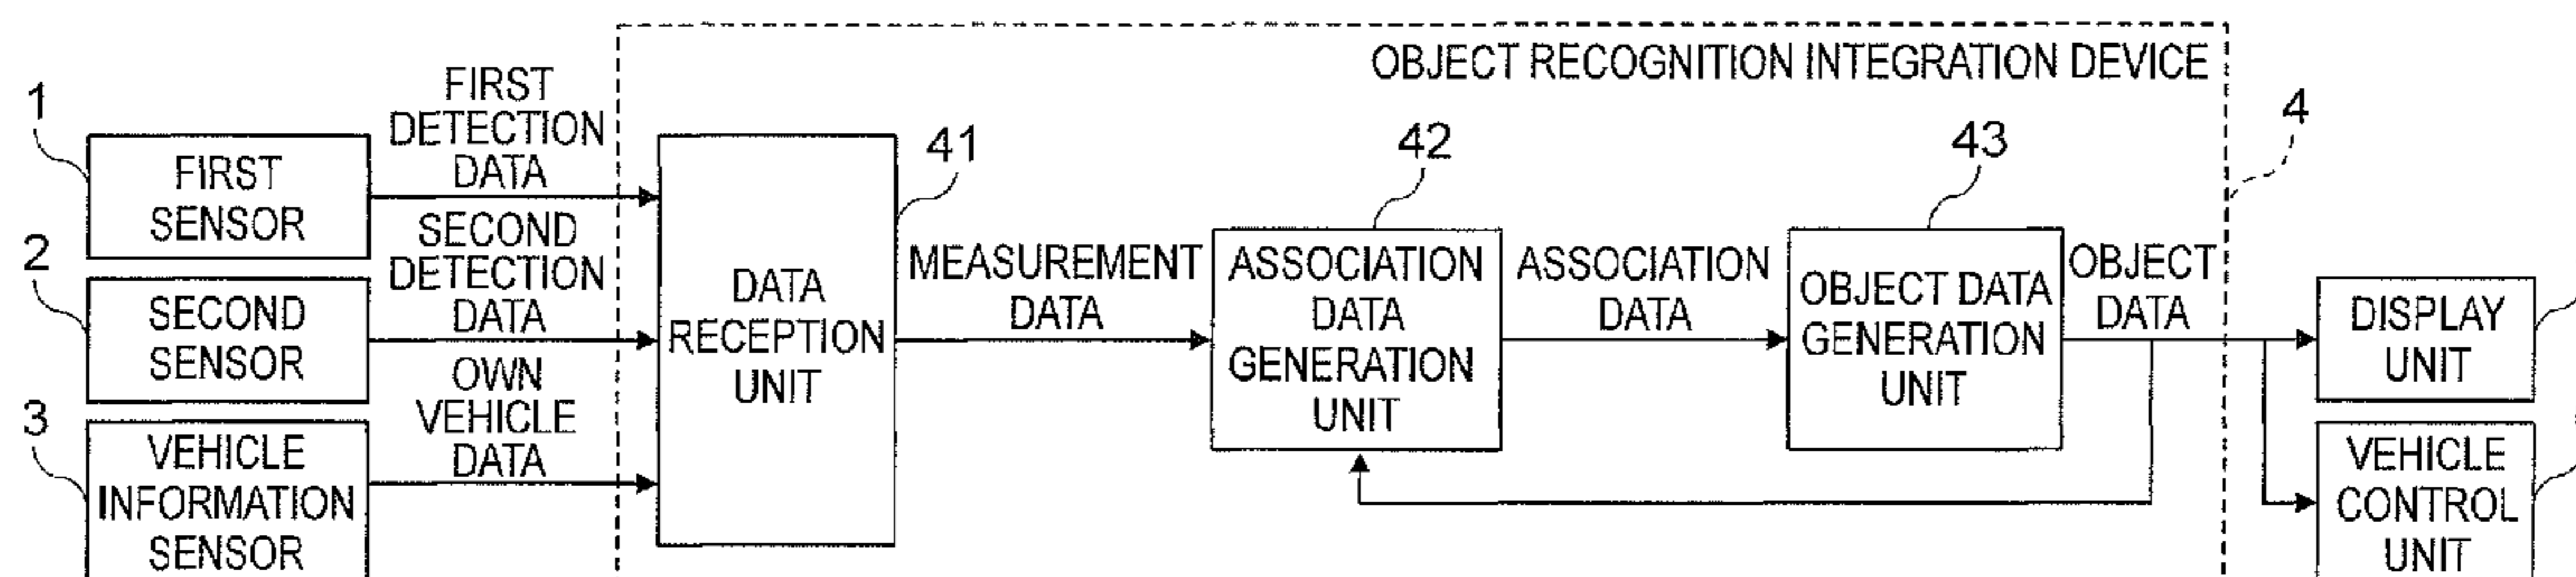 OBJECT RECOGNITION INTEGRATION DEVICE
4
1
FIRST
SENSOR
FIRST
DETECTION
DATA
2
SECOND
SENSOR
SECOND
DETECTION
DATA
3
VEHICLE
INFORMATION
SENSOR
OWN
VEHICLE
DATA
41
DATA
RECEPTION
UNIT
MEASUREMENT
DATA
42
ASSOCIATION
DATA
GENERATION
UNIT
ASSOCIATION
DATA
43
OBJECT DATA
GENERATION
UNIT
OBJECT
DATA
DISPLAY
UNIT
VEHICLE
CONTROL
UNIT